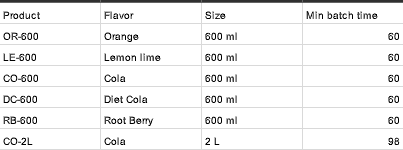 Product Flavor Size Min batch time
OR-600 Orange 600 ml 60
LE-600 Lemon lime 600 ml 60
CO-600 Cola 600 ml 60
DC-600 Diet Cola 600 ml 60
RB-600 Root Berry 600 ml 60
CO-2L Cola 2 L 98